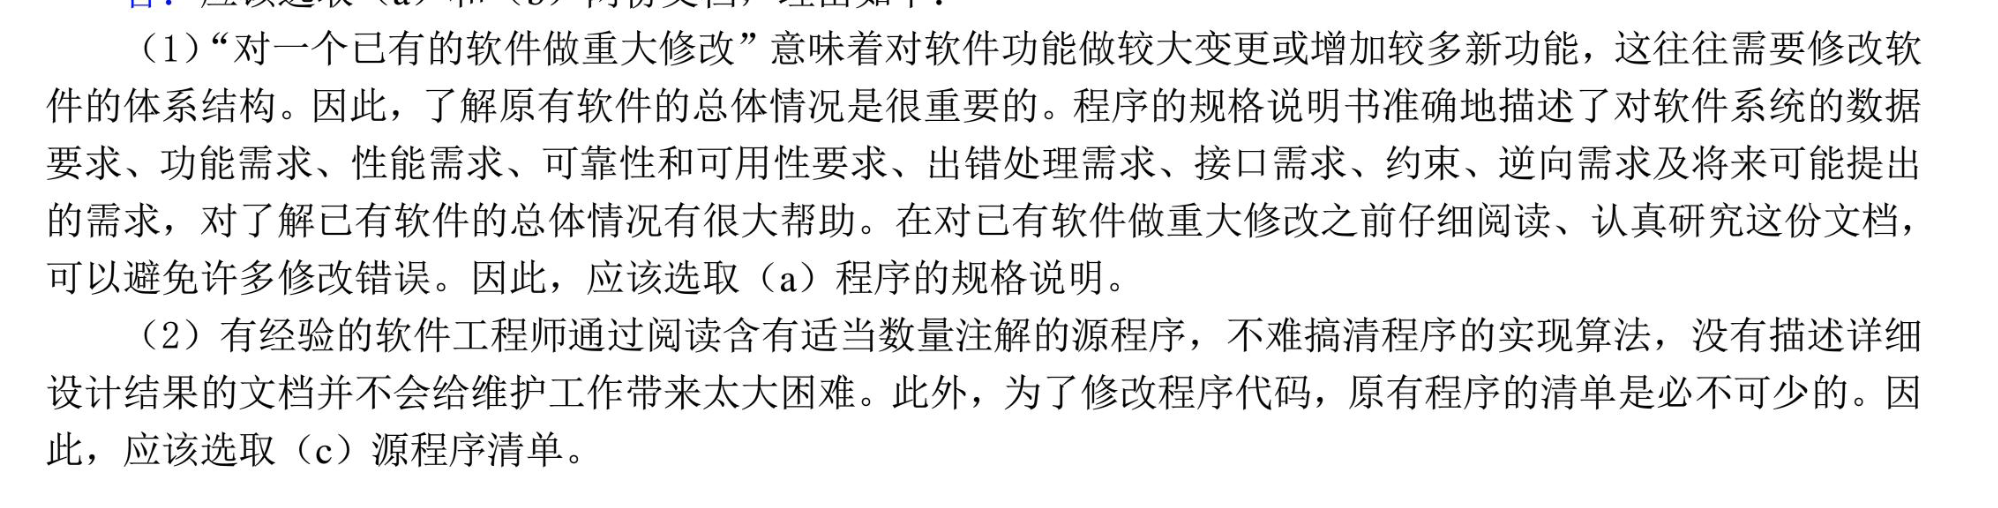 答：应该选取（a）和（b）两份文档，理由如下：
（1）“对一个已有的软件做重大修改”意味着对软件功能做较大变更或增加较多新功能，这往往需要修改软
件的体系结构。因此，了解原有软件的总体情况是很重要的。程序的规格说明书准确地描述了对软件系统的数据
要求、功能需求、性能需求、可靠性和可用性要求、出错处理需求、接口需求、约束、逆向需求及将来可能提出
的需求，对了解已有软件的总体情况有很大帮助。在对已有软件做重大修改之前仔细阅读、认真研究这份文档，
可以避免许多修改错误。因此，应该选取（a）程序的规格说明。
（2）有经验的软件工程师通过阅读含有适当数量注解的源程序，不难搞清程序的实现算法，没有描述详细
设计结果的文档并不会给维护工作带来太大困难。此外，为了修改程序代码，原有程序的清单是必不可少的。因
此，应该选取（c）源程序清单。